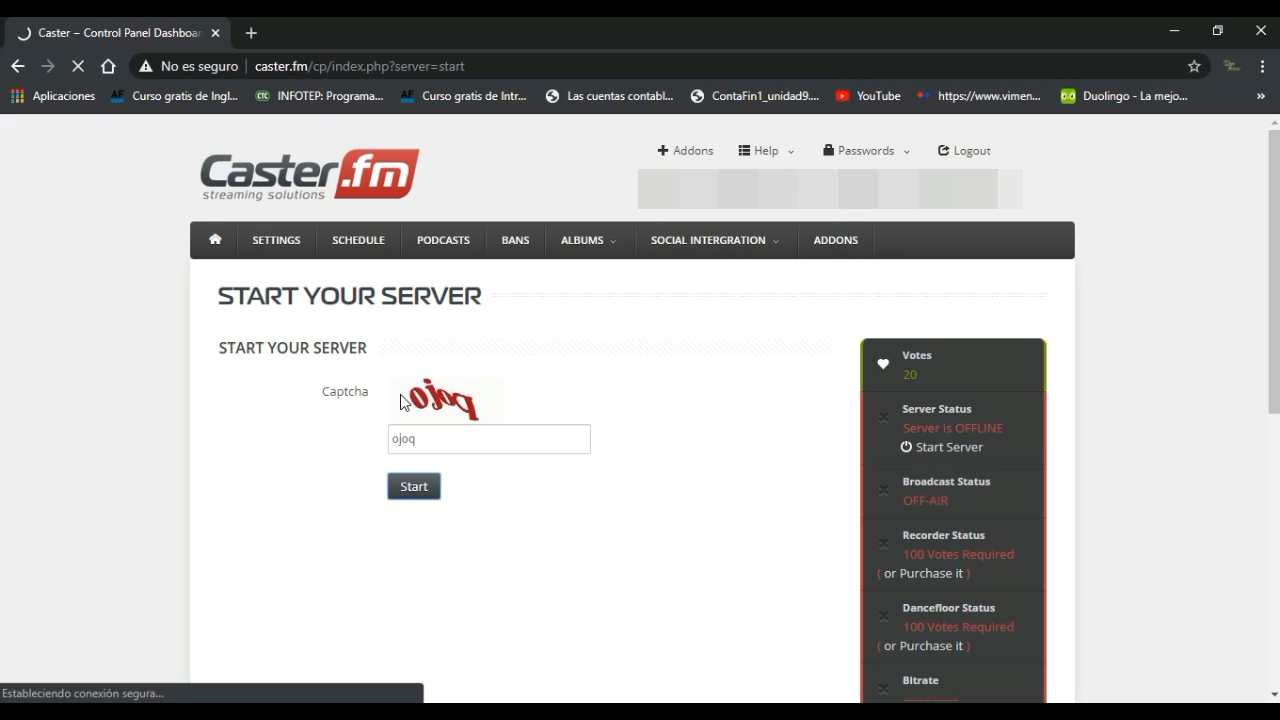 Caster – Control Panel Dashboar
No es seguro caster.fm/cp/index.php?server=start
Aplicaciones Curso gratis de Ingl... INFOTEP: Programa... Curso gratis de Intr... Las cuentas contabl... ContaFin1_unidad9.... YouTube https://www.vimen... Duolingo - La mejo... »
Caster.fm
streaming solutions
Addons Help Passwords Logout
SETTINGS SCHEDULE PODCASTS BANS ALBUMS SOCIAL INTERGRATION ADDONS
START YOUR SERVER
START YOUR SERVER
Captcha
ojoq
Start
Votes
20
Server Status
Server is OFFLINE
Start Server
Broadcast Status
OFF-AIR
Recorder Status
100 Votes Required
( or Purchase it )
Dancefloor Status
100 Votes Required
( or Purchase it )
Bitrate
Estableciendo conexión segura...